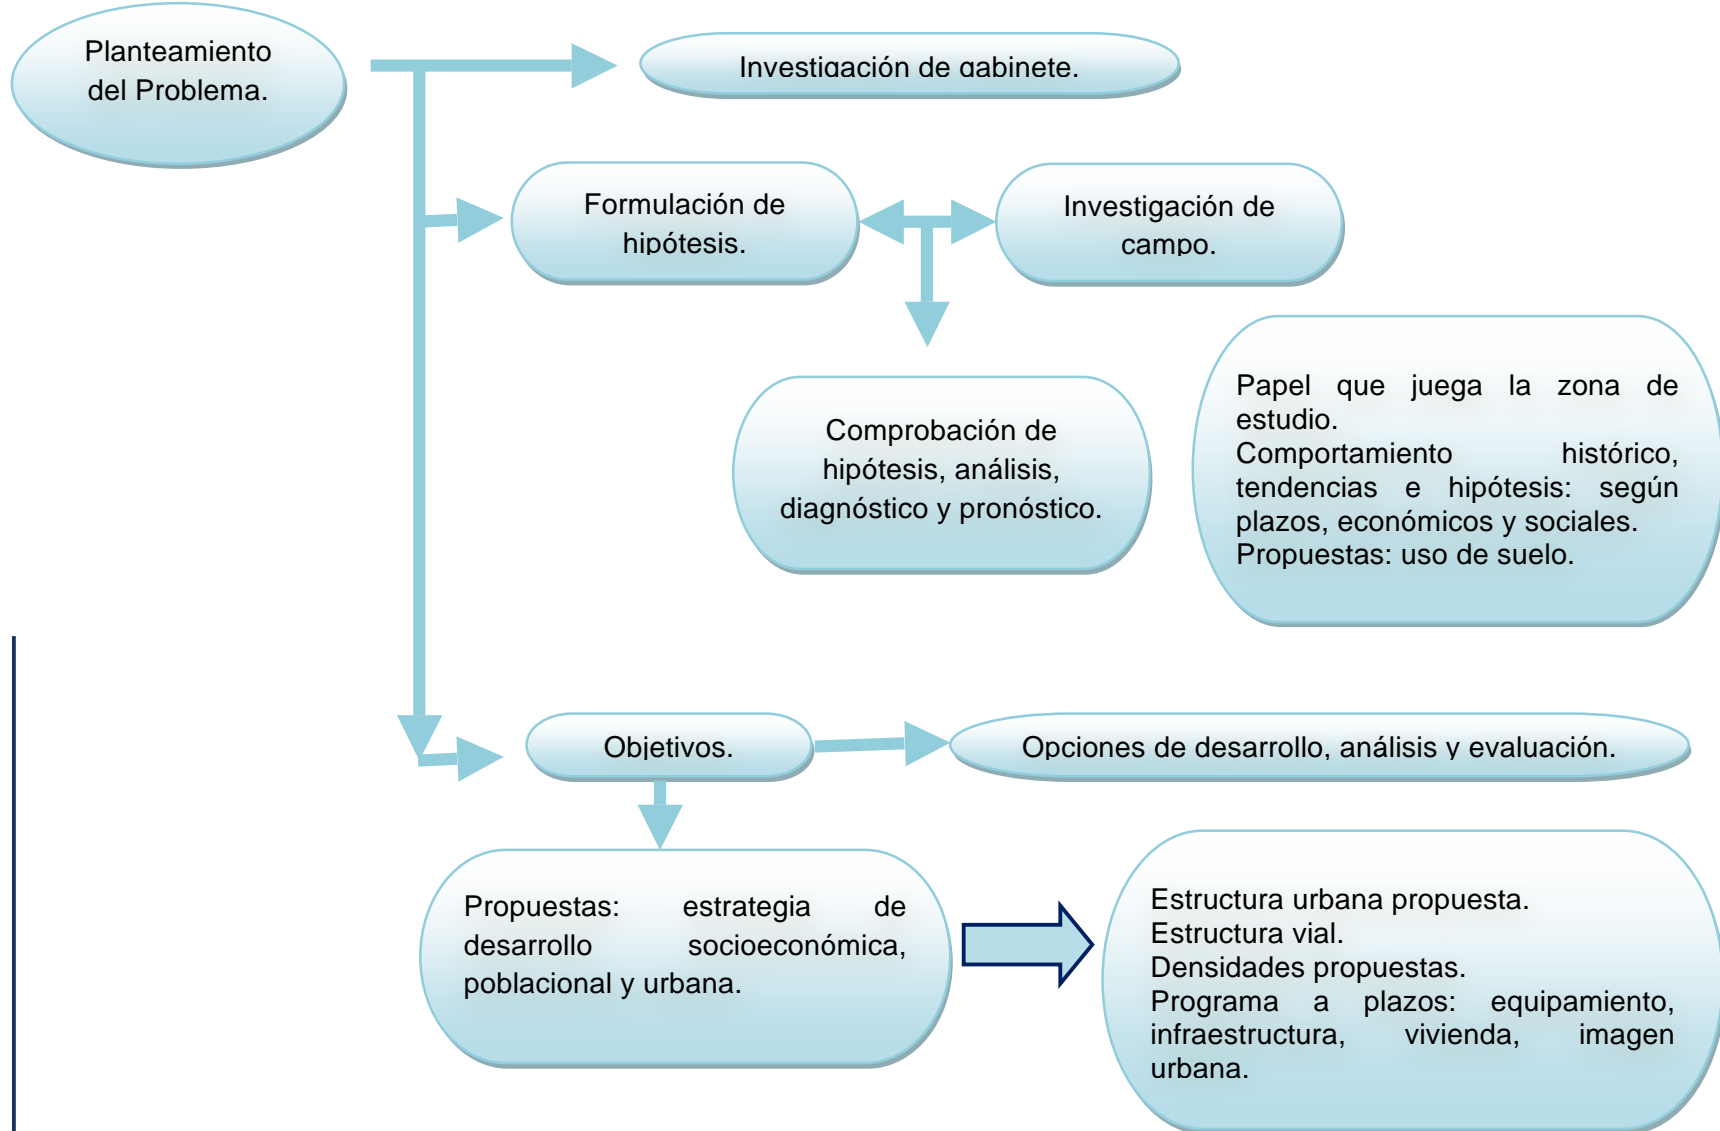 Planteamiento
del Problema.
Investigación de gabinete.
Formulación de
hipótesis.
Investigación de
campo.
Comprobación de
hipótesis, análisis,
diagnóstico y pronóstico.
Papel que juega la zona de
estudio.
Comportamiento histórico,
tendencias e hipótesis: según
plazos, económicos y sociales.
Propuestas: uso de suelo.
Objetivos.
Opciones de desarrollo, análisis y evaluación.
Propuestas: estrategia de
desarrollo socioeconómica,
poblacional y urbana.
Estructura urbana propuesta.
Estructura vial.
Densidades propuestas.
Programa a plazos: equipamiento,
infraestructura, vivienda, imagen
urbana.